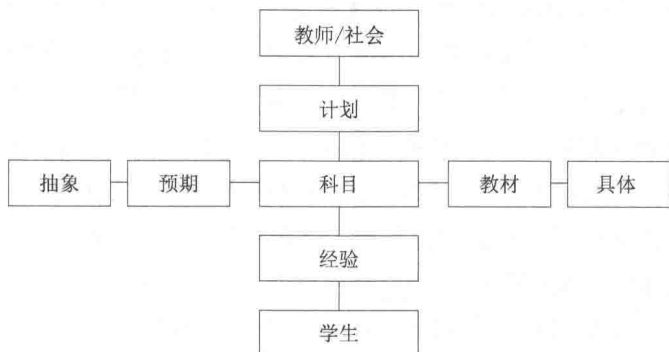 教师/社会
计划
抽象
预期
科目
教材
具体
经验
学生